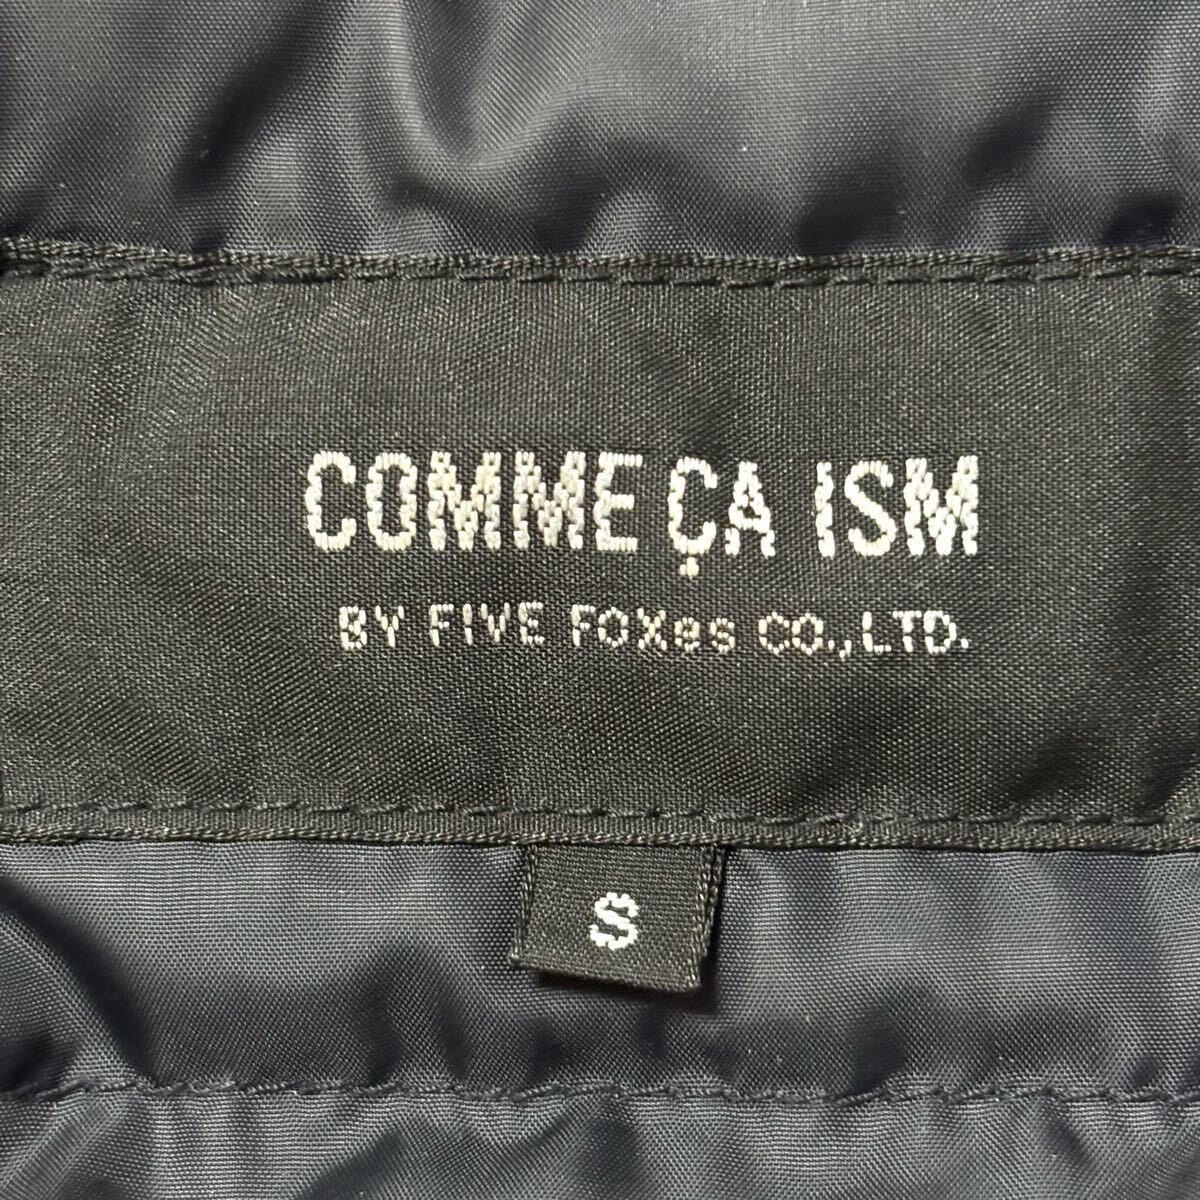 COMME ÇA ISM
BY FIVE FOXes CO.,LTD.
S